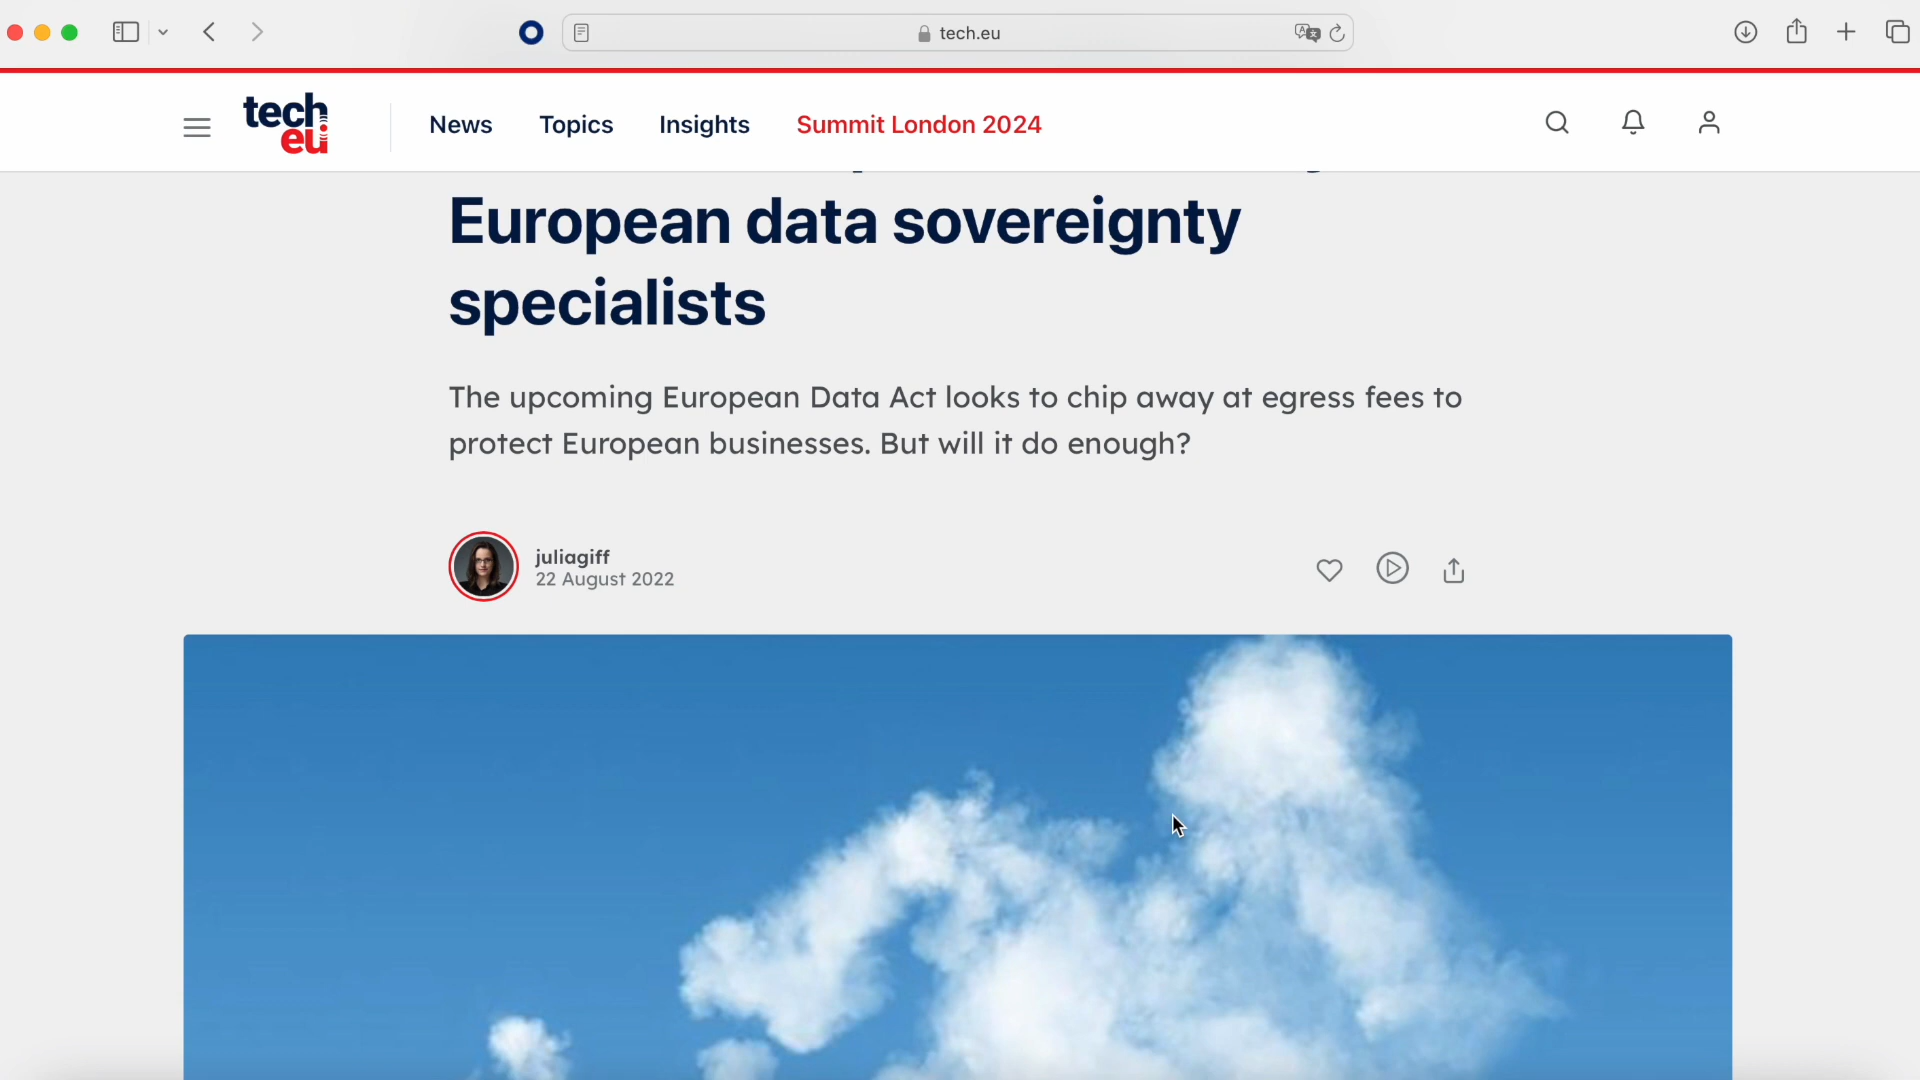 tech.eu
tech
eu
News
Topics
Insights
Summit London 2024
European data sovereignty
specialists
The upcoming European Data Act looks to chip away at egress fees to
protect European businesses. But will it do enough?
juliagiff
22 August 2022